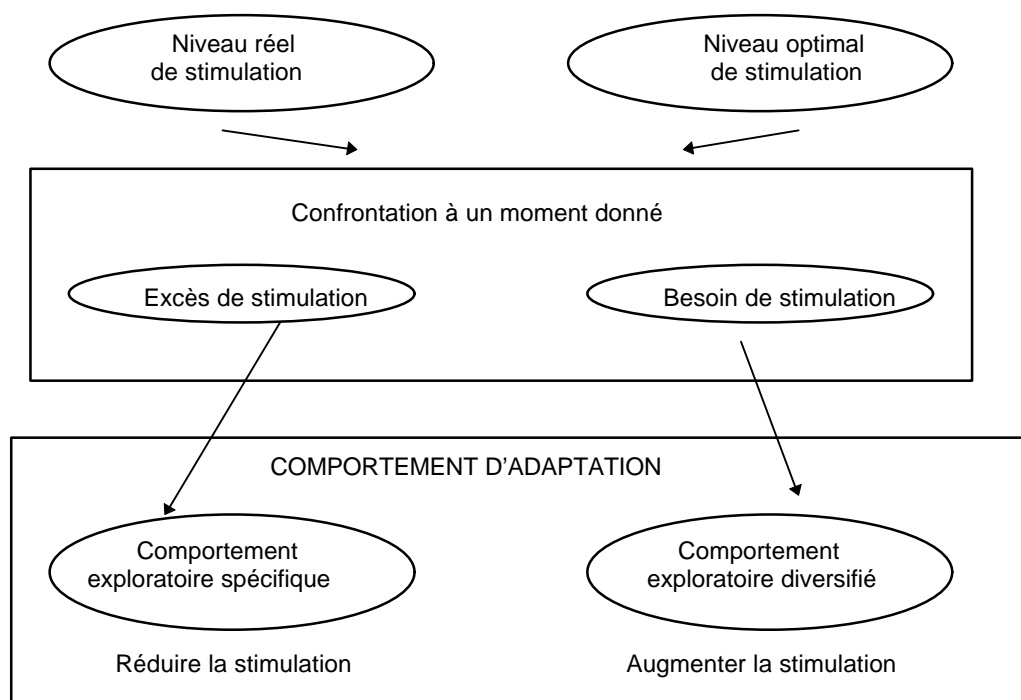 Niveau réel
de stimulation
Niveau optimal
de stimulation
Confrontation à un moment donné
Excès de stimulation
Besoin de stimulation
COMPORTEMENT D'ADAPTATION
Comportement
exploratoire spécifique
Comportement
exploratoire diversifié
Réduire la stimulation
Augmenter la stimulation